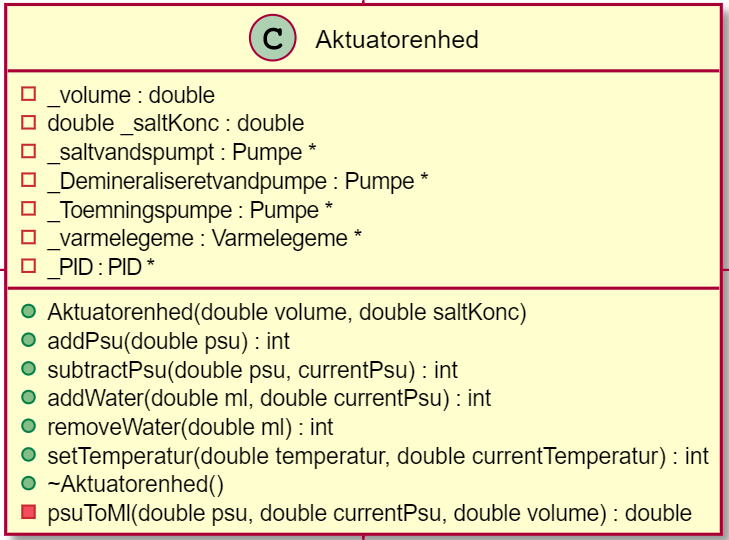 C Aktuatorenhed
_volume : double
double _saltKonc : double
_saltvandspumpt : Pumpe *
_Demineraliseretvandpumpe : Pumpe *
_Toemningspumpe : Pumpe *
_varmelegeme : Varmelegeme *
_PID : PID *
Aktuatorenhed(double volume, double saltKonc)
addPsu(double psu) : int
subtractPsu(double psu, currentPsu) : int
addWater(double ml, double currentPsu) : int
removeWater(double ml) : int
setTemperatur(double temperatur, double currentTemperatur) : int
~Aktuatorenhed()
psuToMl(double psu, double currentPsu, double volume) : double